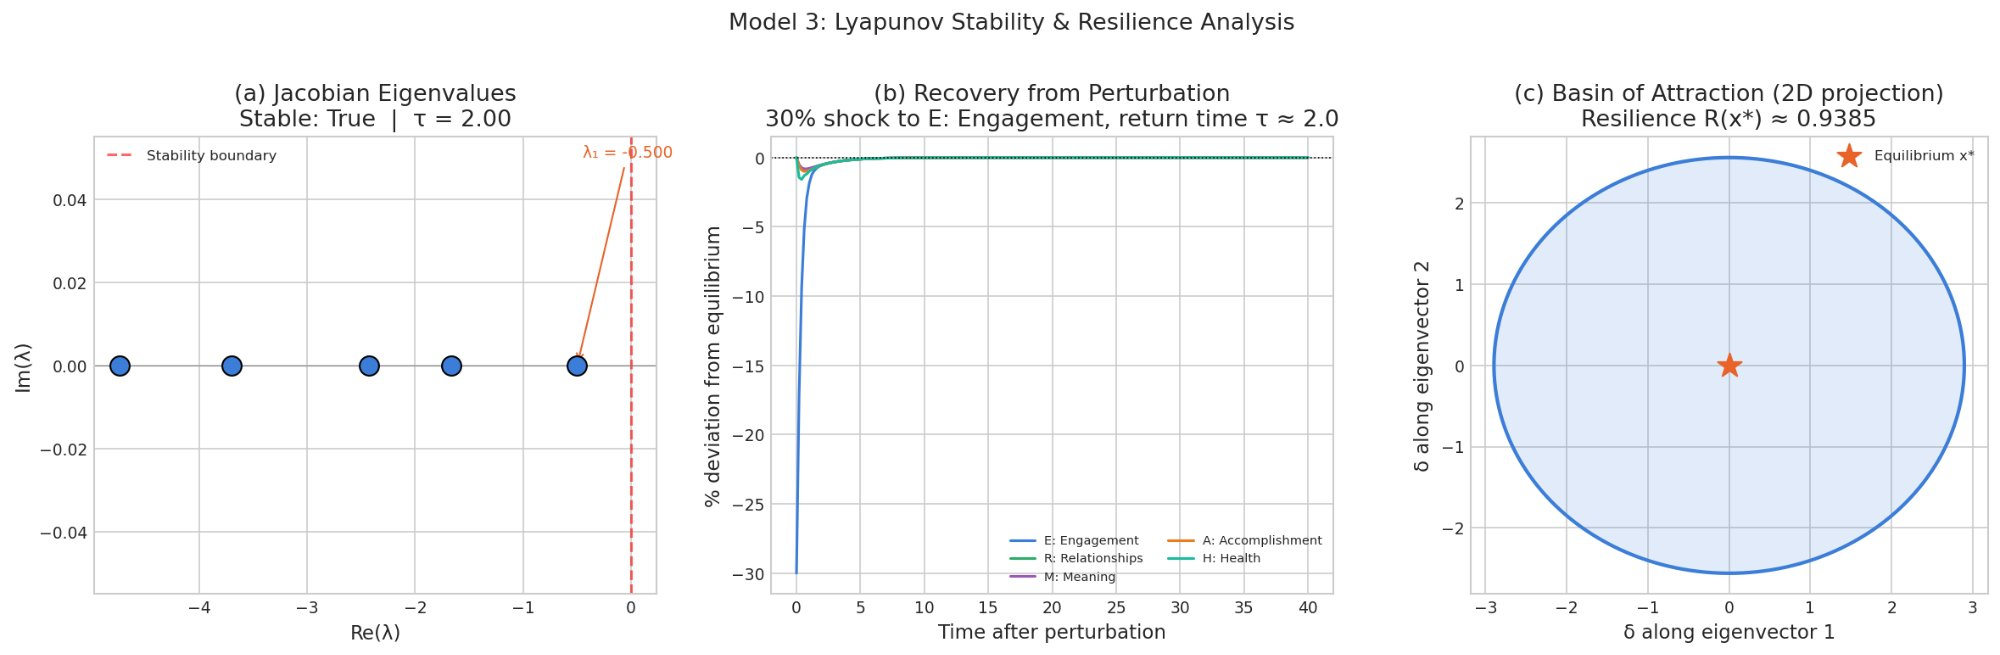 Model 3: Lyapunov Stability & Resilience Analysis
(a) Jacobian Eigenvalues
Stable: True | τ = 2.00
Stability boundary
λ₁ = -0.500
0.04
0.02
0.00
−0.02
−0.04
Im(λ)
−4
−3
−2
−1
0
Re(λ)
(b) Recovery from Perturbation
30% shock to E: Engagement, return time τ ≈ 2.0
0
−5
−10
−15
−20
−25
−30
% deviation from equilibrium
E: Engagement
R: Relationships
M: Meaning
A: Accomplishment
H: Health
0
5
10
15
20
25
30
35
40
Time after perturbation
(c) Basin of Attraction (2D projection)
Resilience R(x*) ≈ 0.9385
Equilibrium x*
2
1
0
−1
−2
δ along eigenvector 2
−3
−2
−1
0
1
2
3
δ along eigenvector 1